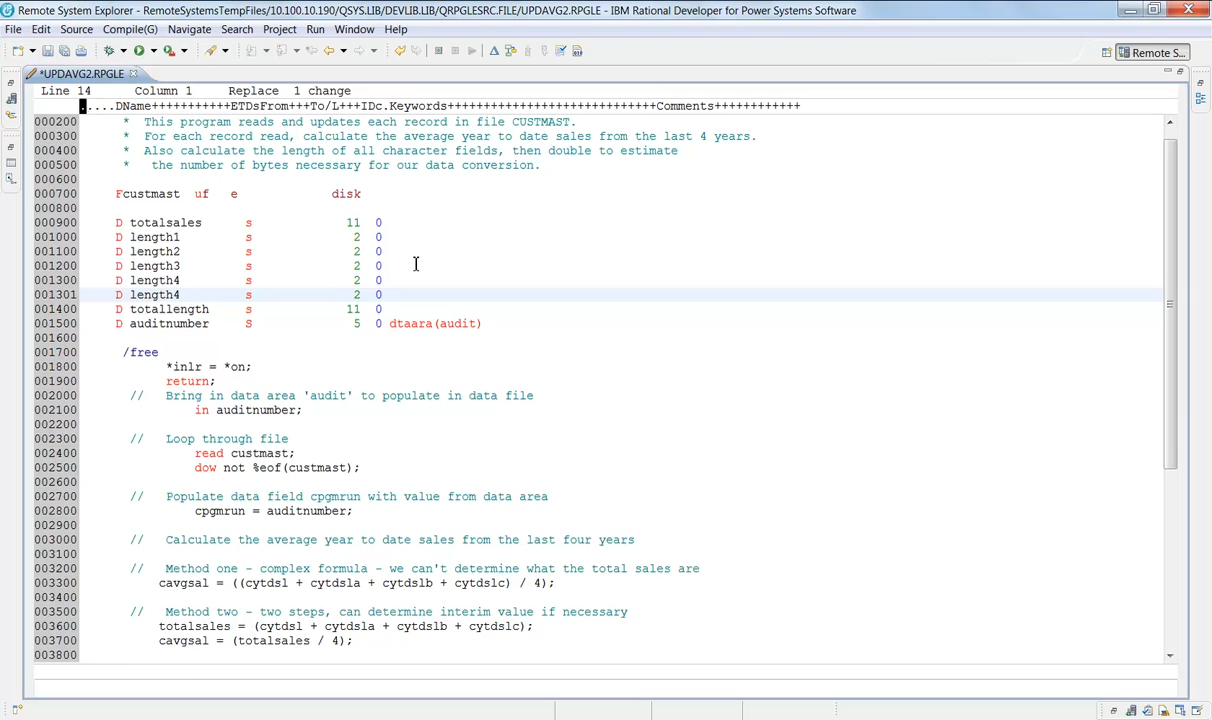 Remote System Explorer - RemoteSystemsTempFiles/10.100.10.190/QSYS.LIB/DEVLIB.LIB/QRPGLESRC.FILE/UPDAVG2.RPGLE - IBM Rational Developer for Power Systems Software
File Edit Source Compile(G) Navigate Search Project Run Window Help
Remote S...
*UPDAVG2.RPGLE
Line 14 Column 1 Replace 1 change
.....DName+++++++++++ETDsFrom+++To/L+++IDc.Keywords+++++++++++++++++++++++++++++Comments++++++++++++
000200 * This program reads and updates each record in file CUSTMAST.
000300 * For each record read, calculate the average year to date sales from the last 4 years.
000400 * Also calculate the length of all character fields, then double to estimate
000500 * the number of bytes necessary for our data conversion.
000600
000700 Fcustmast uf e disk
000800
000900 D totalsales s 11 0
001000 D length1 s 2 0
001100 D length2 s 2 0
001200 D length3 s 2 0
001300 D length4 s 2 0
001301 D length4 s 2 0
001400 D totallength s 11 0
001500 D auditnumber S 5 0 dtaara(audit)
001600
001700 /free
001800 *inlr = *on;
001900 return;
002000 // Bring in data area 'audit' to populate in data file
002100 in auditnumber;
002200
002300 // Loop through file
002400 read custmast;
002500 dow not %eof(custmast);
002600
002700 // Populate data field cpgmrun with value from data area
002800 cpgmrun = auditnumber;
002900
003000 // Calculate the average year to date sales from the last four years
003100
003200 // Method one - complex formula - we can't determine what the total sales are
003300 cavgsal = ((cytdsl + cytdsla + cytdslb + cytdslc) / 4);
003400
003500 // Method two - two steps, can determine interim value if necessary
003600 totalsales = (cytdsl + cytdsla + cytdslb + cytdslc);
003700 cavgsal = (totalsales / 4);
003800